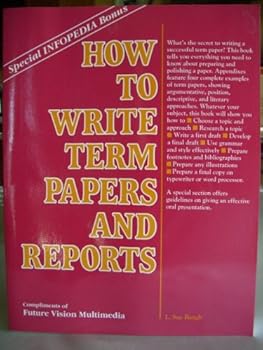 Special INFOPEDIA Bonus
HOW
TO
WRITE
TERM
PAPERS
AND
REPORTS
Compliments of
Future Vision Multimedia
What's the secret to writing a
successful term paper? This book
tells you everything you need to
know about preparing and
polishing a paper. Appendixes
feature four complete examples
of term papers, showing
argumentation, position,
descriptive, and literary
approaches. Whatever your
subject, this book will show you
how to ■ Choose a topic and
approach ■ Research a topic
■ Write a first draft ■ Develop
a final draft ■ Use grammar
and style effectively ■ Prepare
footnotes and bibliographies
■ Prepare any illustrations
■ Prepare a final copy on
typewriter or word processor.
A special section offers
guidelines on giving an effective
oral presentation.
L. Sue Baugh